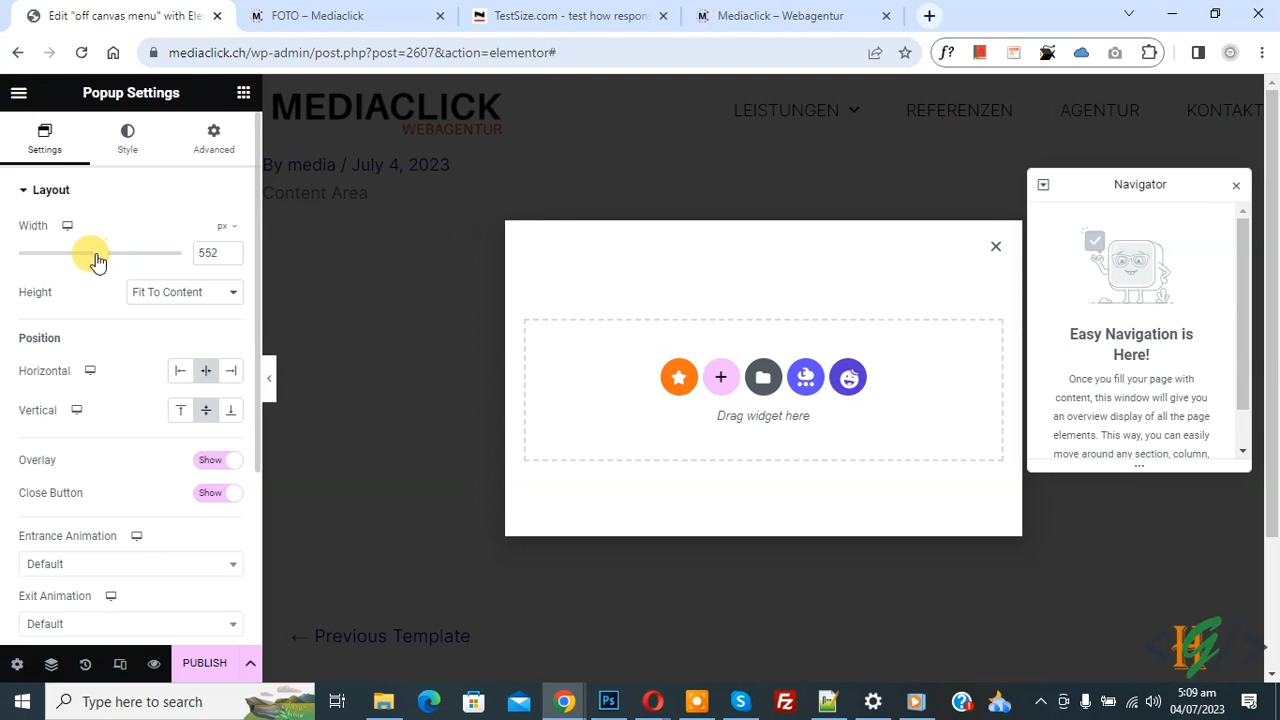 Edit "off canvas menu" with Ele
FOTO – Mediaclick
TestSize.com - test how respons
Mediaclick – Webagentur
mediaclick.ch/wp-admin/post.php?post=2607&action=elementor#
f?
Popup Settings
Settings
Style
Advanced
Layout
Width
px
552
Height
Fit To Content
Position
Horizontal
Vertical
Overlay
Show
Close Button
Show
Entrance Animation
Default
Exit Animation
Default
PUBLISH
MEDIACLICK
WEBAGENTUR
LEISTUNGEN
REFERENZEN
AGENTUR
KONTAKT
By media / July 4, 2023
Content Area
Drag widget here
← Previous Template
Navigator
Easy Navigation is
Here!
Once you fill your page with
content, this window will give you
an overview display of all the page
elements. This way, you can easily
move around any section, column,
Type here to search
Ps
5:09 am
04/07/2023